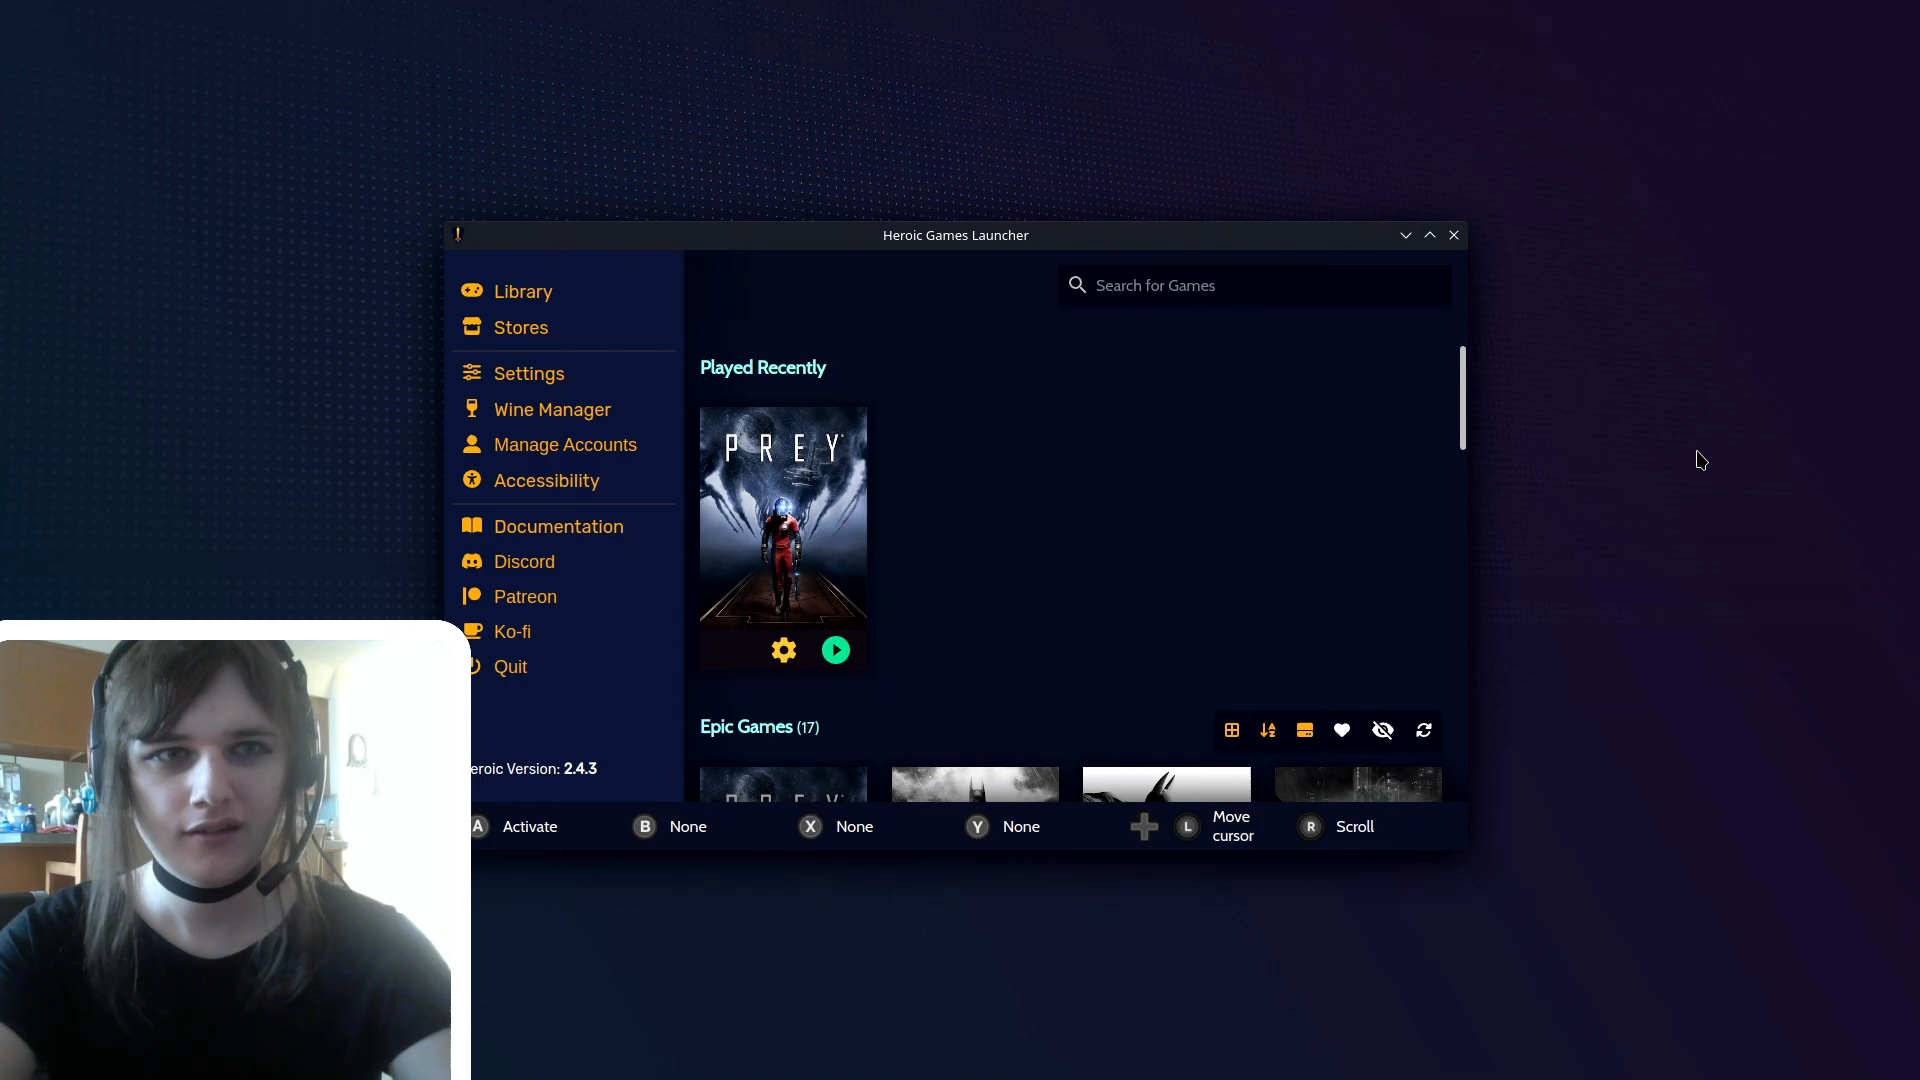 Heroic Games Launcher
Library
Stores
Settings
Wine Manager
Manage Accounts
Accessibility
Documentation
Discord
Patreon
Ko-fi
Quit
eroic Version: 2.4.3
Search for Games
Played Recently
PREY
Epic Games (17)
PREY
A Activate
B None
X None
Y None
L Move
cursor
R Scroll